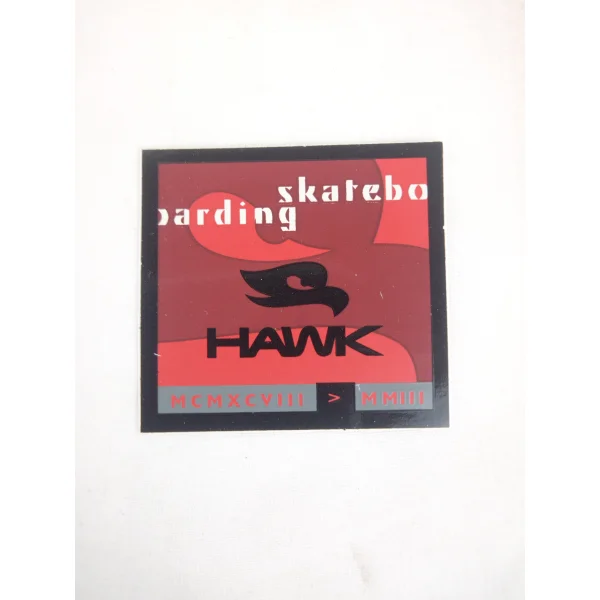 skatebo
oarding
HAWK
MCMXCVIII > MMIII